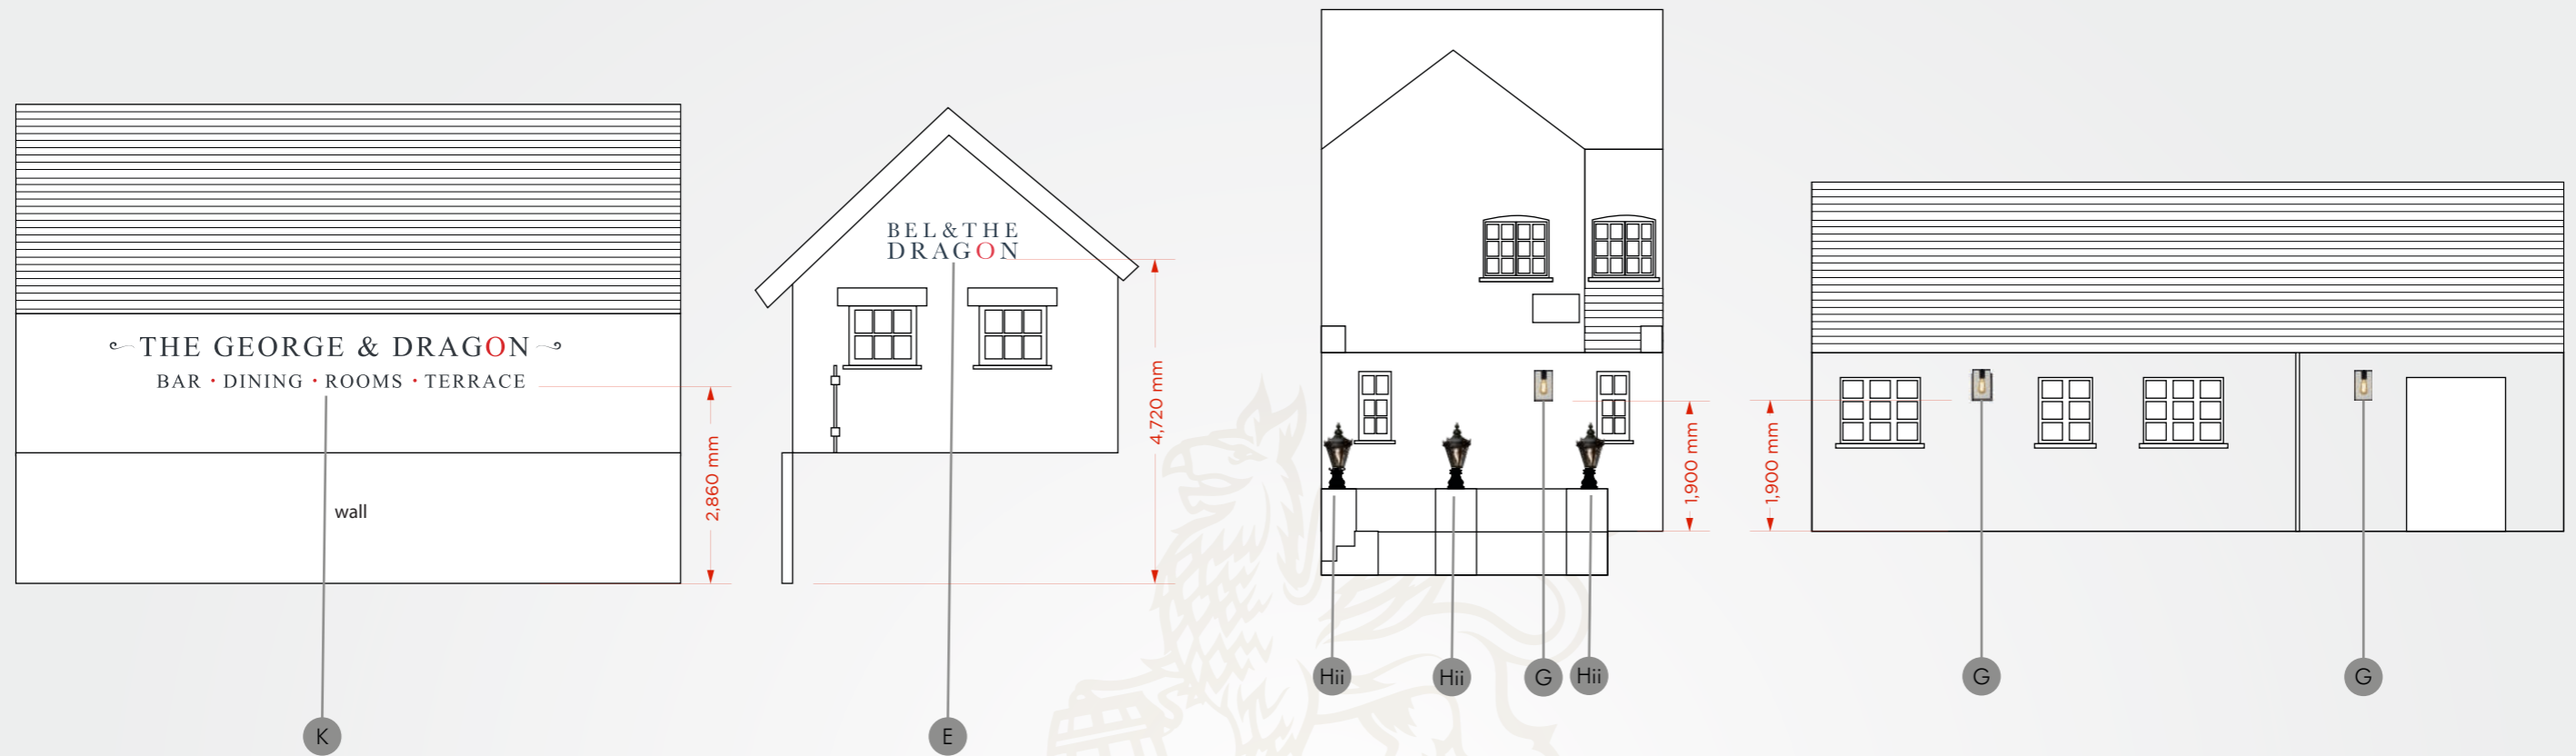 THE GEORGE & DRAGON
BAR • DINING • ROOMS • TERRACE
wall
2,860 mm
K
BEL&THE
DRAGON
4,720 mm
E
1,900 mm
Hii
Hii
G
Hii
1,900 mm
G
G